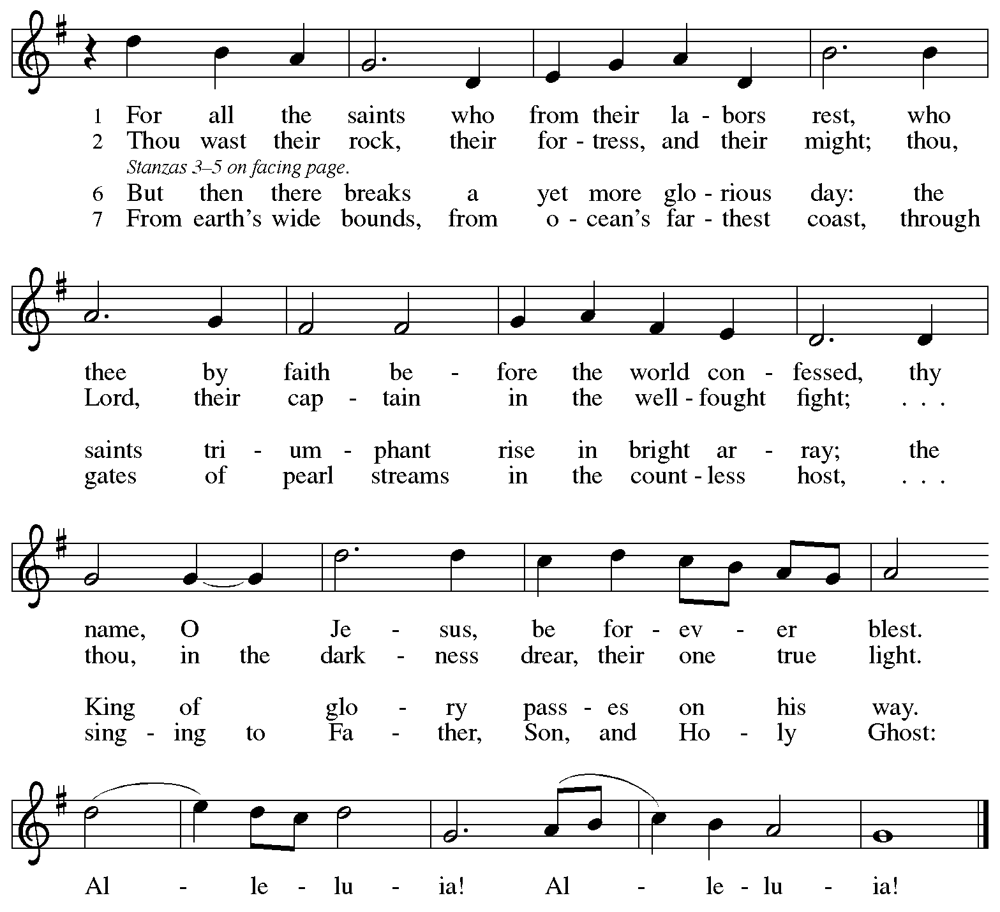 1 For all the saints who from their la - bors rest, who
2 Thou wast their rock, their for - tress, and their might; thou,
Stanzas 3–5 on facing page.
6 But then there breaks a yet more glo - rious day: the
7 From earth's wide bounds, from o - cean's far - thest coast, through
thee by faith be - fore the world con - fessed, thy
Lord, their cap - tain in the well - fought fight; . . .
saints tri - um - phant rise in bright ar - ray; the
gates of pearl streams in the count - less host, . . .
name, O Je - sus, be for - ev - er blest.
thou, in the dark - ness drear, their one true light.
King of glo - ry pass - es on his way.
sing - ing to Fa - ther, Son, and Ho - ly Ghost:
Al - le - lu - ia! Al - le - lu - ia!